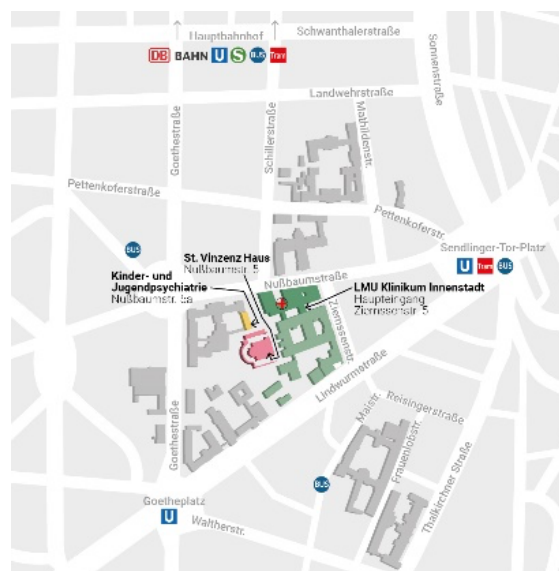 Hauptbahnhof
Schwanthalerstraße
DB BAHN U S BUS Tram
Sonnenstraße
Landwehrstraße
Goethestraße
Schillerstraße
Mathildenstr.
Pettenkoferstraße
Pettenkoferstr.
Sendlinger-Tor-Platz
U Tram BUS
BUS
St. Vinzenz Haus
Nußbaumstr. 5
Kinder- und
Jugendpsychiatrie
Nußbaumstr. 5a
Nußbaumstraße
LMU Klinikum Innenstadt
Haupteingang
Ziemssenstr. 5
Ziemssenstr.
Lindwurmstraße
Goethestraße
Maistr.
Reisingerstraße
Frauenlobstr.
Thalkirchner Straße
BUS
Goetheplatz
U
Waltherstr.